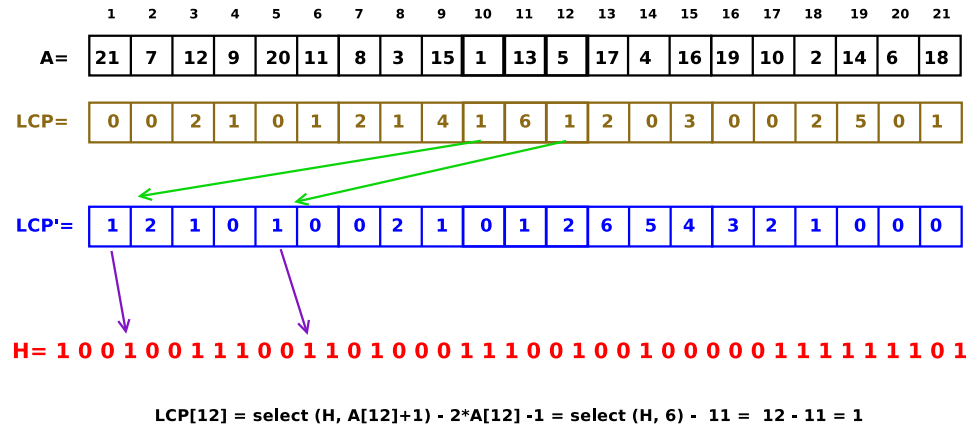 1 2 3 4 5 6 7 8 9 10 11 12 13 14 15 16 17 18 19 20 21
A= 21 7 12 9 20 11 8 3 15 1 13 5 17 4 16 19 10 2 14 6 18
LCP= 0 0 2 1 0 1 2 1 4 1 6 1 2 0 3 0 0 2 5 0 1
LCP'= 1 2 1 0 1 0 0 2 1 0 1 2 6 5 4 3 2 1 0 0 0
H= 1 0 0 1 0 0 1 1 1 0 0 1 1 0 1 0 0 0 1 1 1 0 0 1 0 0 1 0 0 0 0 0 1 1 1 1 1 1 1 0 1
LCP[12] = select (H, A[12]+1) - 2*A[12] -1 = select (H, 6) - 11 = 12 - 11 = 1